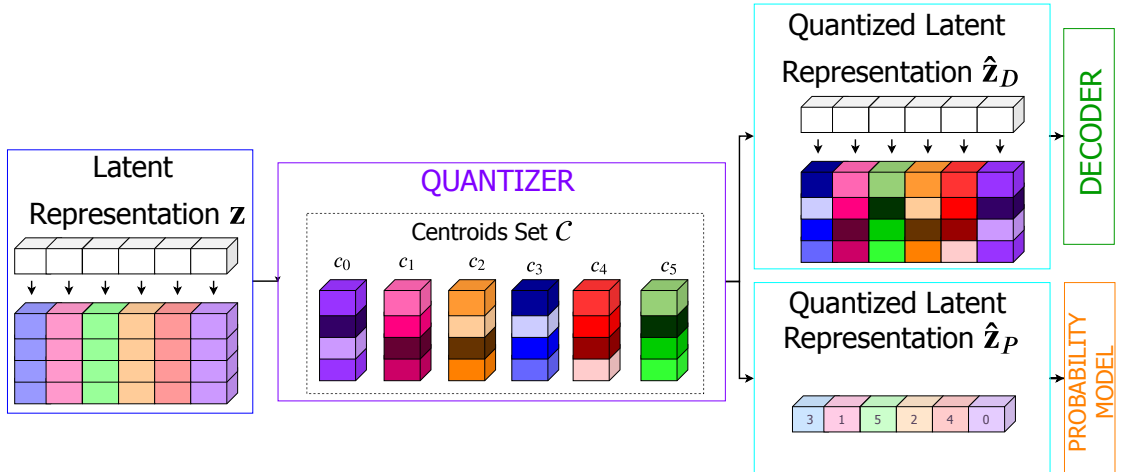 Latent
Representation z
QUANTIZER
Centroids Set C
c0 c1 c2 c3 c4 c5
Quantized Latent
Representation ẑD
DECODER
Quantized Latent
Representation ẑP
3 1 5 2 4 0
PROBABILITY
MODEL